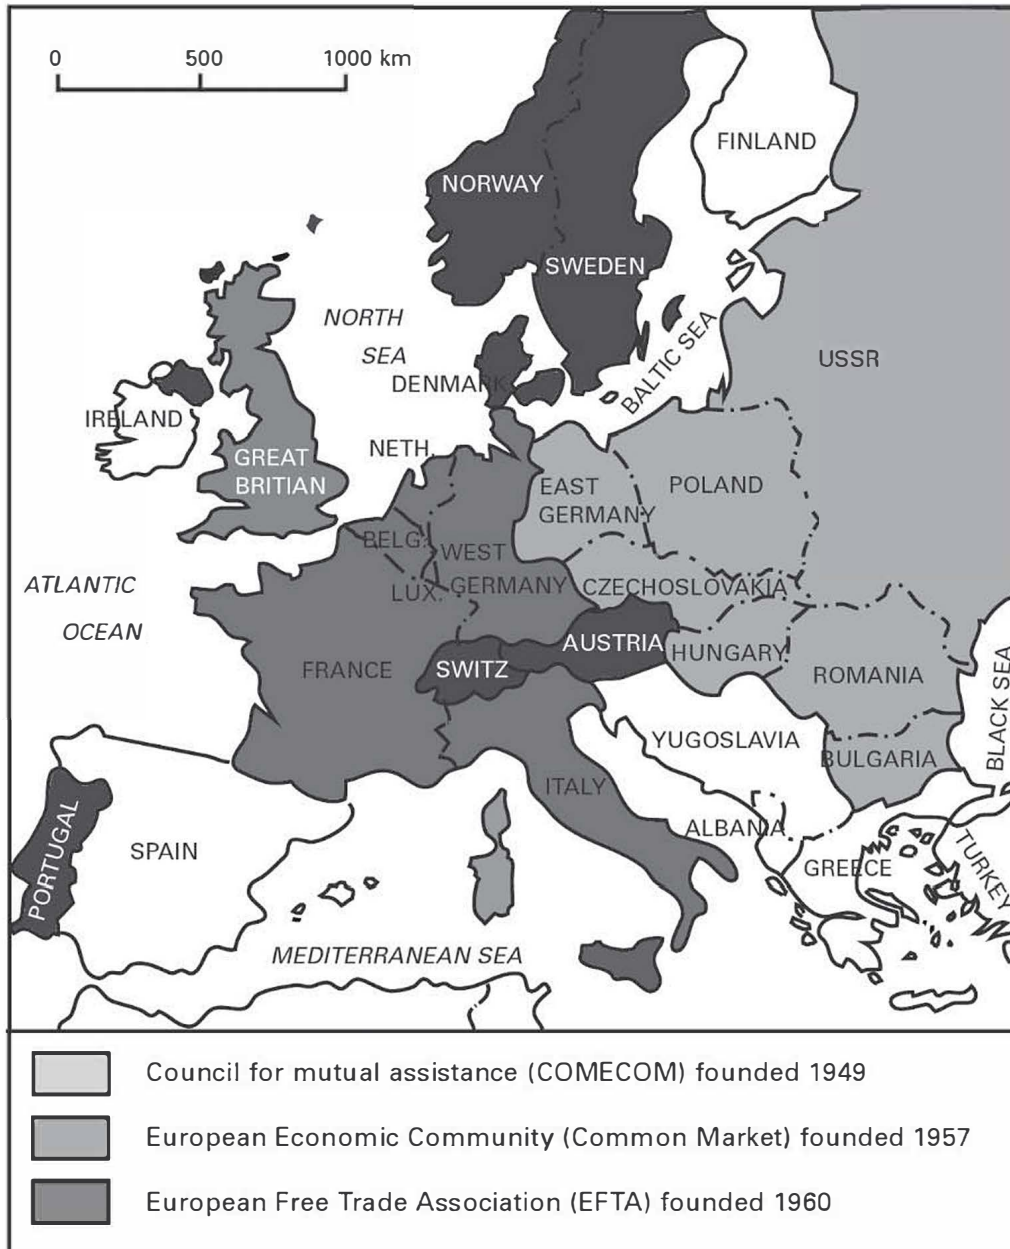 0 500 1000 km
FINLAND
NORWAY
SWEDEN
NORTH
SEA
DENMARK
BALTIC SEA
USSR
IRELAND
NETH.
GREAT
BRITIAN
EAST
GERMANY
POLAND
BELG.
WEST
GERMANY
LUX.
CZECHOSLOVAKIA
ATLANTIC
OCEAN
AUSTRIA
HUNGARY
FRANCE
SWITZ
ROMANIA
BLACK SEA
YUGOSLAVIA
BULGARIA
ITALY
ALBANIA
PORTUGAL
SPAIN
GREECE
TURKEY
MEDITERRANEAN SEA
Council for mutual assistance (COMECOM) founded 1949
European Economic Community (Common Market) founded 1957
European Free Trade Association (EFTA) founded 1960